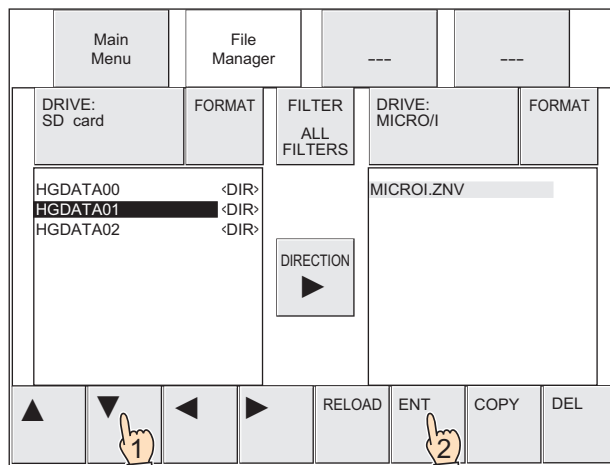 Main
Menu
File
Manager
---
---
DRIVE:
SD card
FORMAT
FILTER
ALL
FILTERS
DRIVE:
MICRO/I
FORMAT
HGDATA00 <DIR>
HGDATA01 <DIR>
HGDATA02 <DIR>
MICROI.ZNV
DIRECTION
▶
▲ ▼ ◀ ▶ RELOAD ENT COPY DEL
1 2